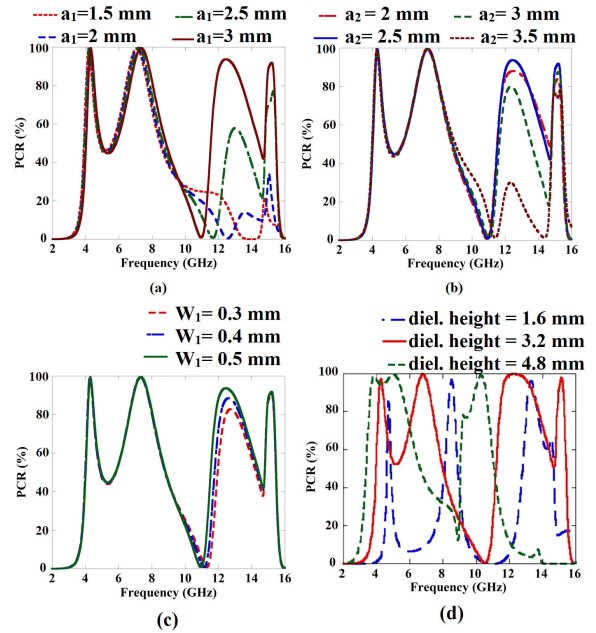 a₁=1.5 mm a₁=2.5 mm
a₁=2 mm a₁=3 mm
PCR (%)
100
80
60
40
20
0
2 4 6 8 10 12 14 16
Frequency (GHz)
(a)
a₂ = 2 mm a₂ = 3 mm
a₂ = 2.5 mm a₂ = 3.5 mm
PCR (%)
100
80
60
40
20
0
2 4 6 8 10 12 14 16
Frequency (GHz)
(b)
W₁= 0.3 mm
W₁= 0.4 mm
W₁= 0.5 mm
PCR (%)
100
80
60
40
20
0
2 4 6 8 10 12 14 16
Frequency (GHz)
(c)
diel. height = 1.6 mm
diel. height = 3.2 mm
diel. height = 4.8 mm
PCR (%)
100
80
60
40
20
0
2 4 6 8 10 12 14 16
Frequency (GHz)
(d)